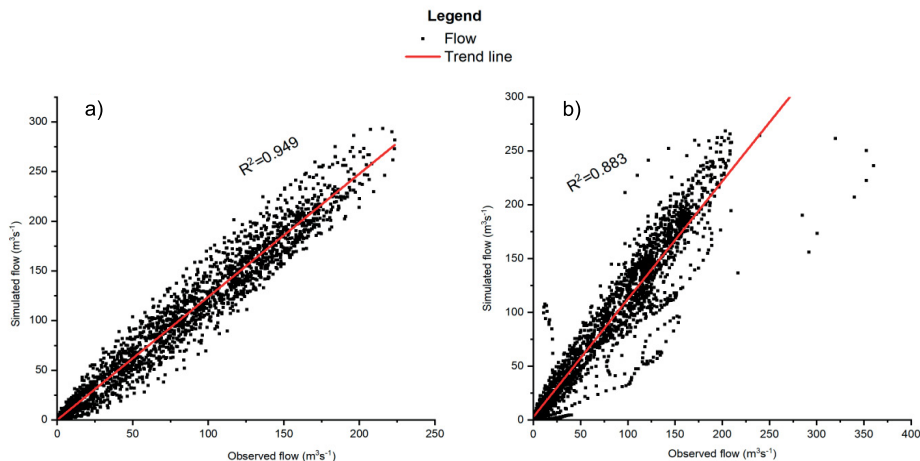 Legend
Flow
Trend line
a)
R²=0.949
300
250
200
150
100
50
0
Simulated flow (m³s⁻¹)
0 50 100 150 200 250
Observed flow (m³s⁻¹)
b)
R²=0.883
300
250
200
150
100
50
0
Simulated flow (m³s⁻¹)
0 50 100 150 200 250 300 350 400
Observed flow (m³s⁻¹)